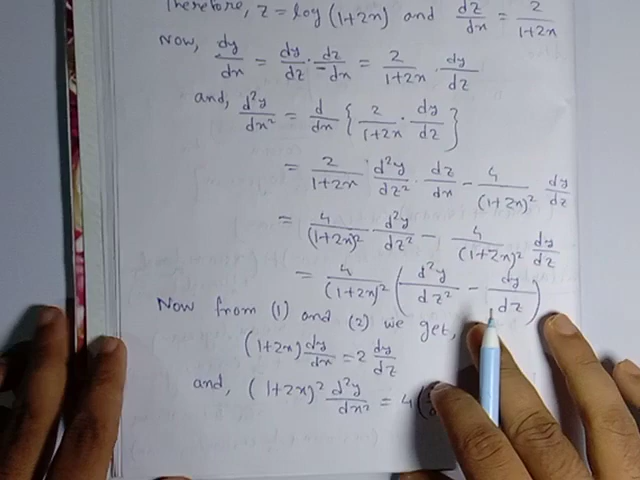 Therefore, z = log (1+2x) and dz/dx = 2/(1+2x)
Now, dy/dx = dy/dz · dz/dx = 2/(1+2x) · dy/dz
and, d²y/dx² = d/dx { 2/(1+2x) · dy/dz }
= 2/(1+2x) · d²y/dz² · dz/dx − 4/(1+2x)² dy/dz
= 4/(1+2x)² · d²y/dz² − 4/(1+2x)² dy/dz
= 4/(1+2x)² ( d²y/dz² − dy/dz )
Now from (1) and (2) we get,
(1+2x) dy/dx = 2 dy/dz
and, (1+2x)² d²y/dx² = 4 (